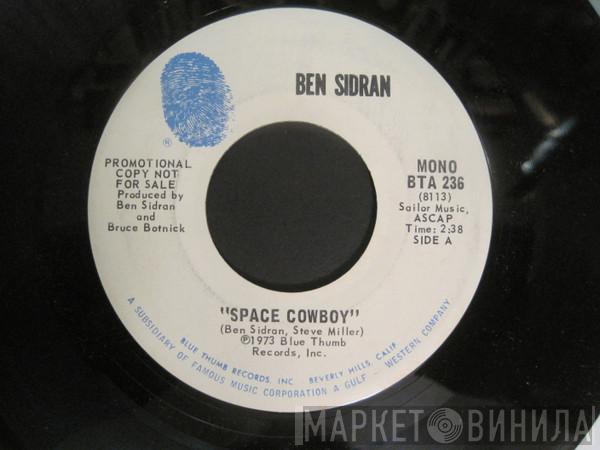 BEN SIDRAN
®
PROMOTIONAL
COPY NOT
FOR SALE
Produced by
Ben Sidran
and
Bruce Botnick
MONO
BTA 236
(8113)
Sailor Music,
ASCAP
Time: 2:38
SIDE A
"SPACE COWBOY"
(Ben Sidran, Steve Miller)
℗1973 Blue Thumb
Records, Inc.
BLUE THUMB RECORDS, INC BEVERLY HILLS, CALIF
A SUBSIDIARY OF FAMOUS MUSIC CORPORATION A GULF - WESTERN COMPANY
МАРКЕТ ВИНИЛА